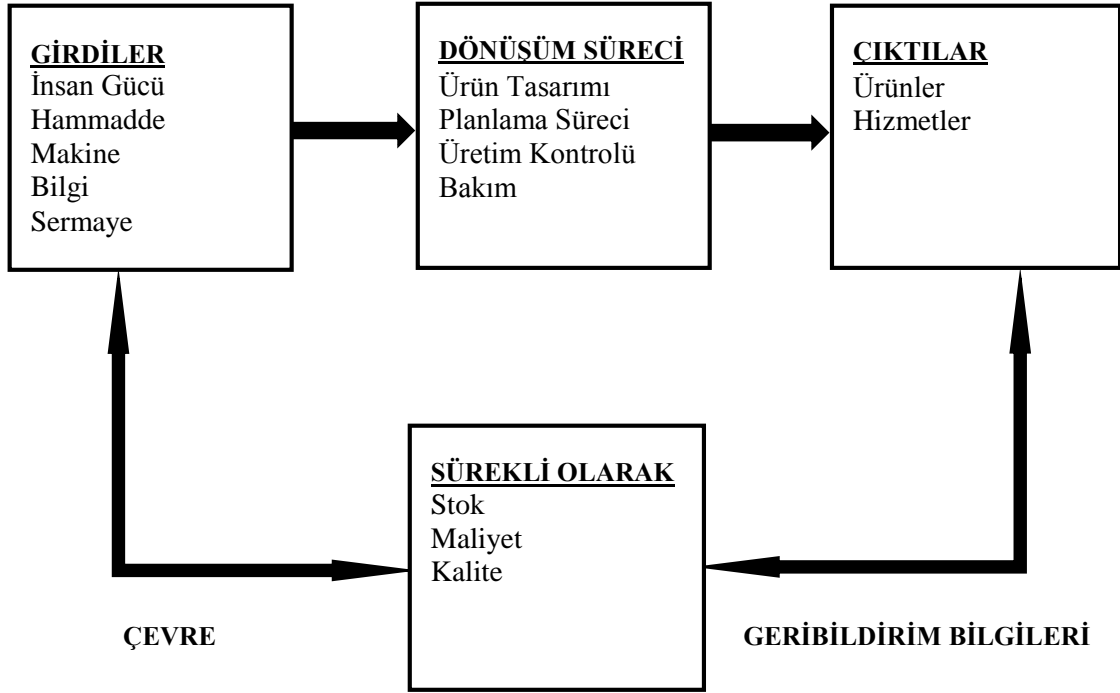 GİRDİLER
İnsan Gücü
Hammadde
Makine
Bilgi
Sermaye
DÖNÜŞÜM SÜRECİ
Ürün Tasarımı
Planlama Süreci
Üretim Kontrolü
Bakım
ÇIKTILAR
Ürünler
Hizmetler
SÜREKLİ OLARAK
Stok
Maliyet
Kalite
ÇEVRE
GERİBİLDİRİM BİLGİLERİ